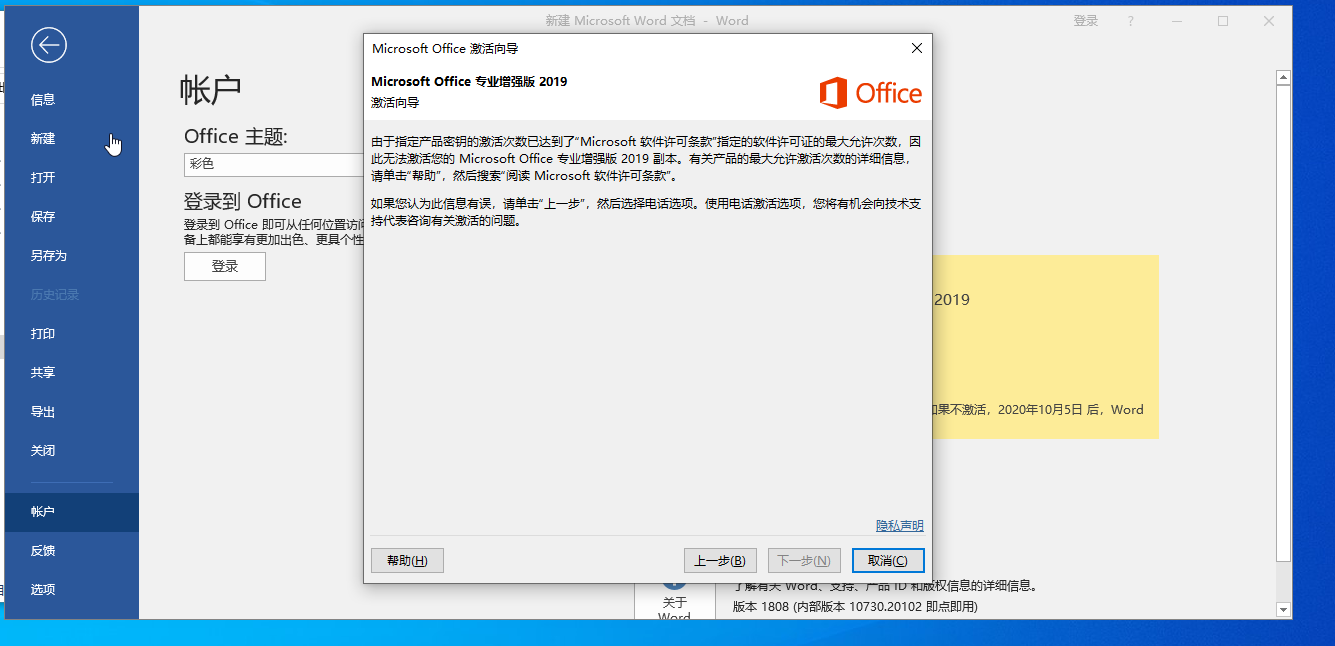 新建 Microsoft Word 文档 - Word
登录
?
信息
新建
打开
保存
另存为
历史记录
打印
共享
导出
关闭
帐户
反馈
选项
帐户
Office 主题:
彩色
登录到 Office
登录到 Office 即可从任何位置访
备上都能享有更加出色、更具个性
登录
Microsoft Office 激活向导
Microsoft Office 专业增强版 2019
激活向导
Office
由于指定产品密钥的激活次数已达到了“Microsoft 软件许可条款”指定的软件许可证的最大允许次数，因
此无法激活您的 Microsoft Office 专业增强版 2019 副本。有关产品的最大允许激活次数的详细信息，
请单击“帮助”，然后搜索“阅读 Microsoft 软件许可条款”。
如果您认为此信息有误，请单击“上一步”，然后选择电话选项。使用电话激活选项，您将有机会向技术支
持代表咨询有关激活的问题。
隐私声明
帮助(H)
上一步(B)
下一步(N)
取消(C)
2019
果不激活，2020年10月5日 后，Word
关于
Word
了解有关 Word、支持、产品 ID 和版权信息的详细信息。
版本 1808 (内部版本 10730.20102 即点即用)